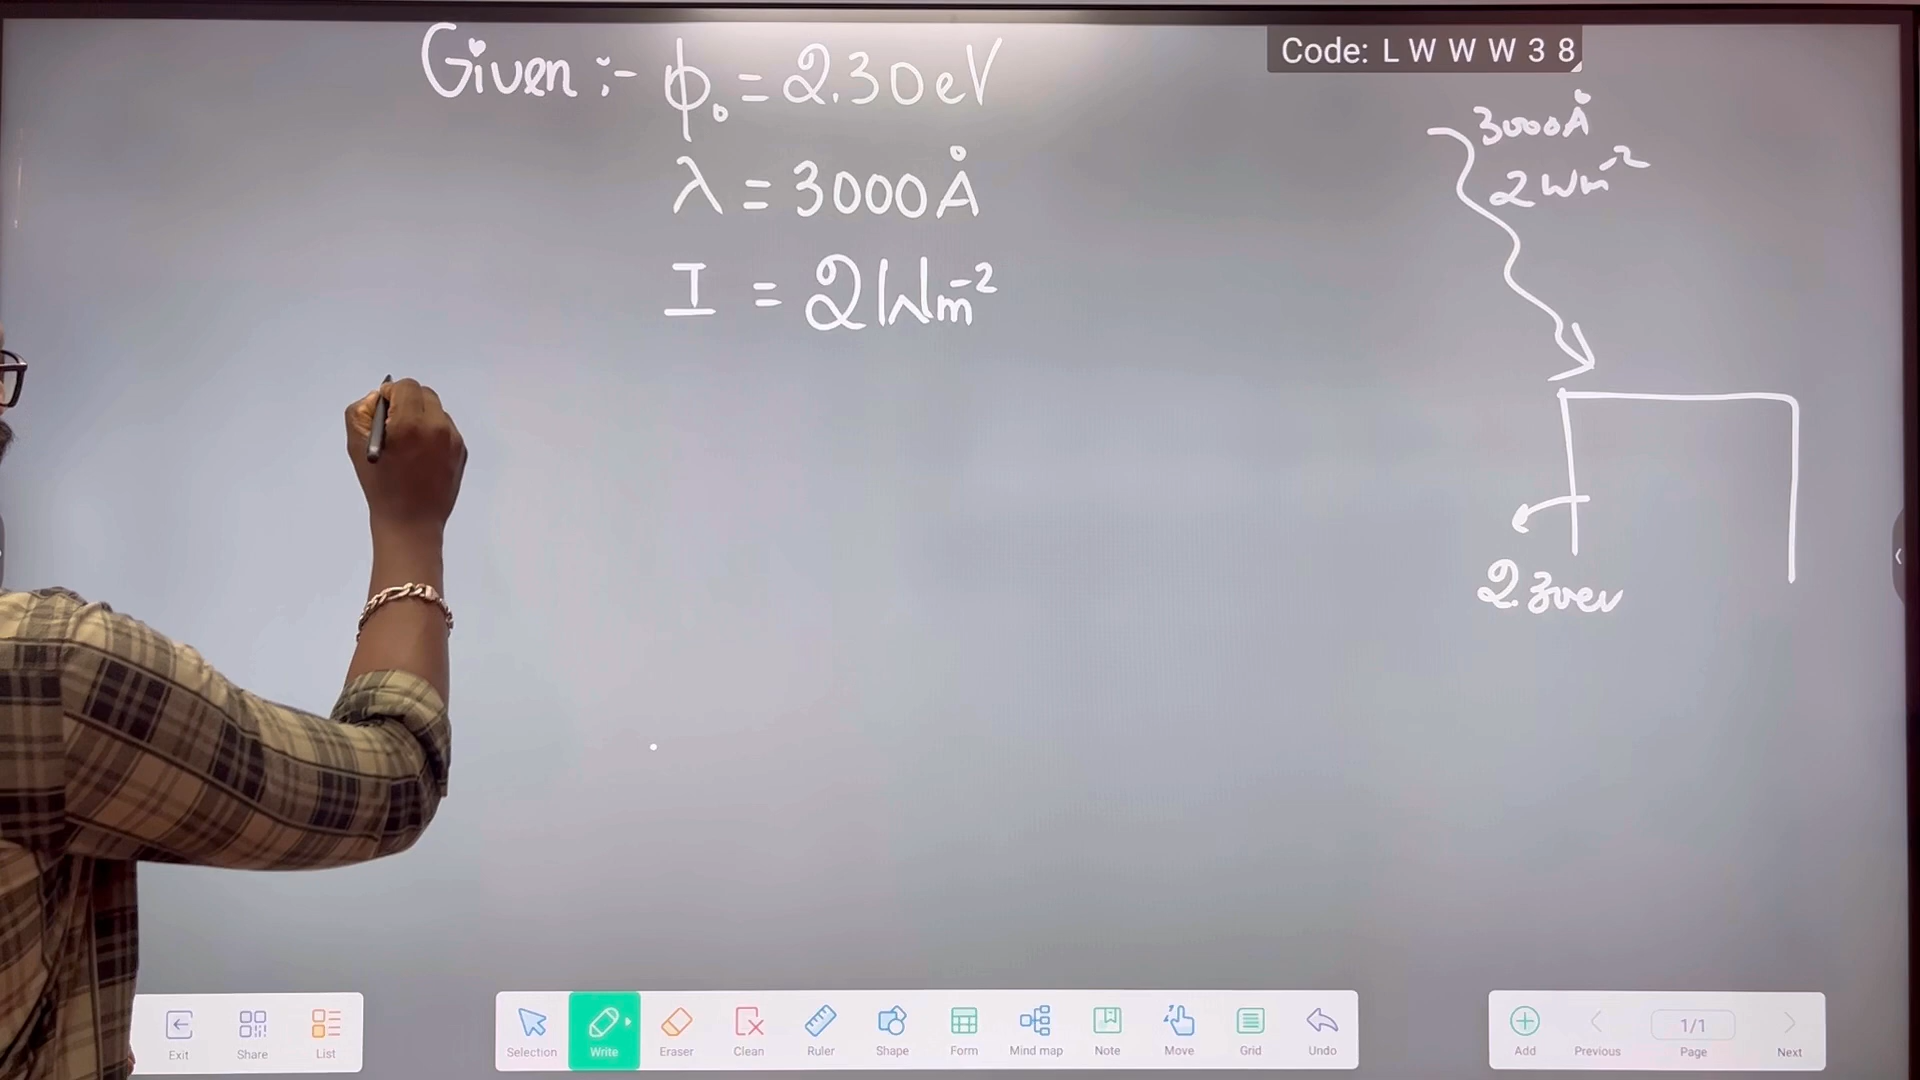 Given :- ϕ₀ = 2.30 eV
λ = 3000 Å
I = 2 Wm⁻²
Code: L W W W 3 8
3000Å
2 Wm⁻²
2.30eV
Exit
Share
List
Selection
Write
Eraser
Clean
Ruler
Shape
Form
Mind map
Note
Move
Grid
Undo
Add
Previous
1/1
Page
Next